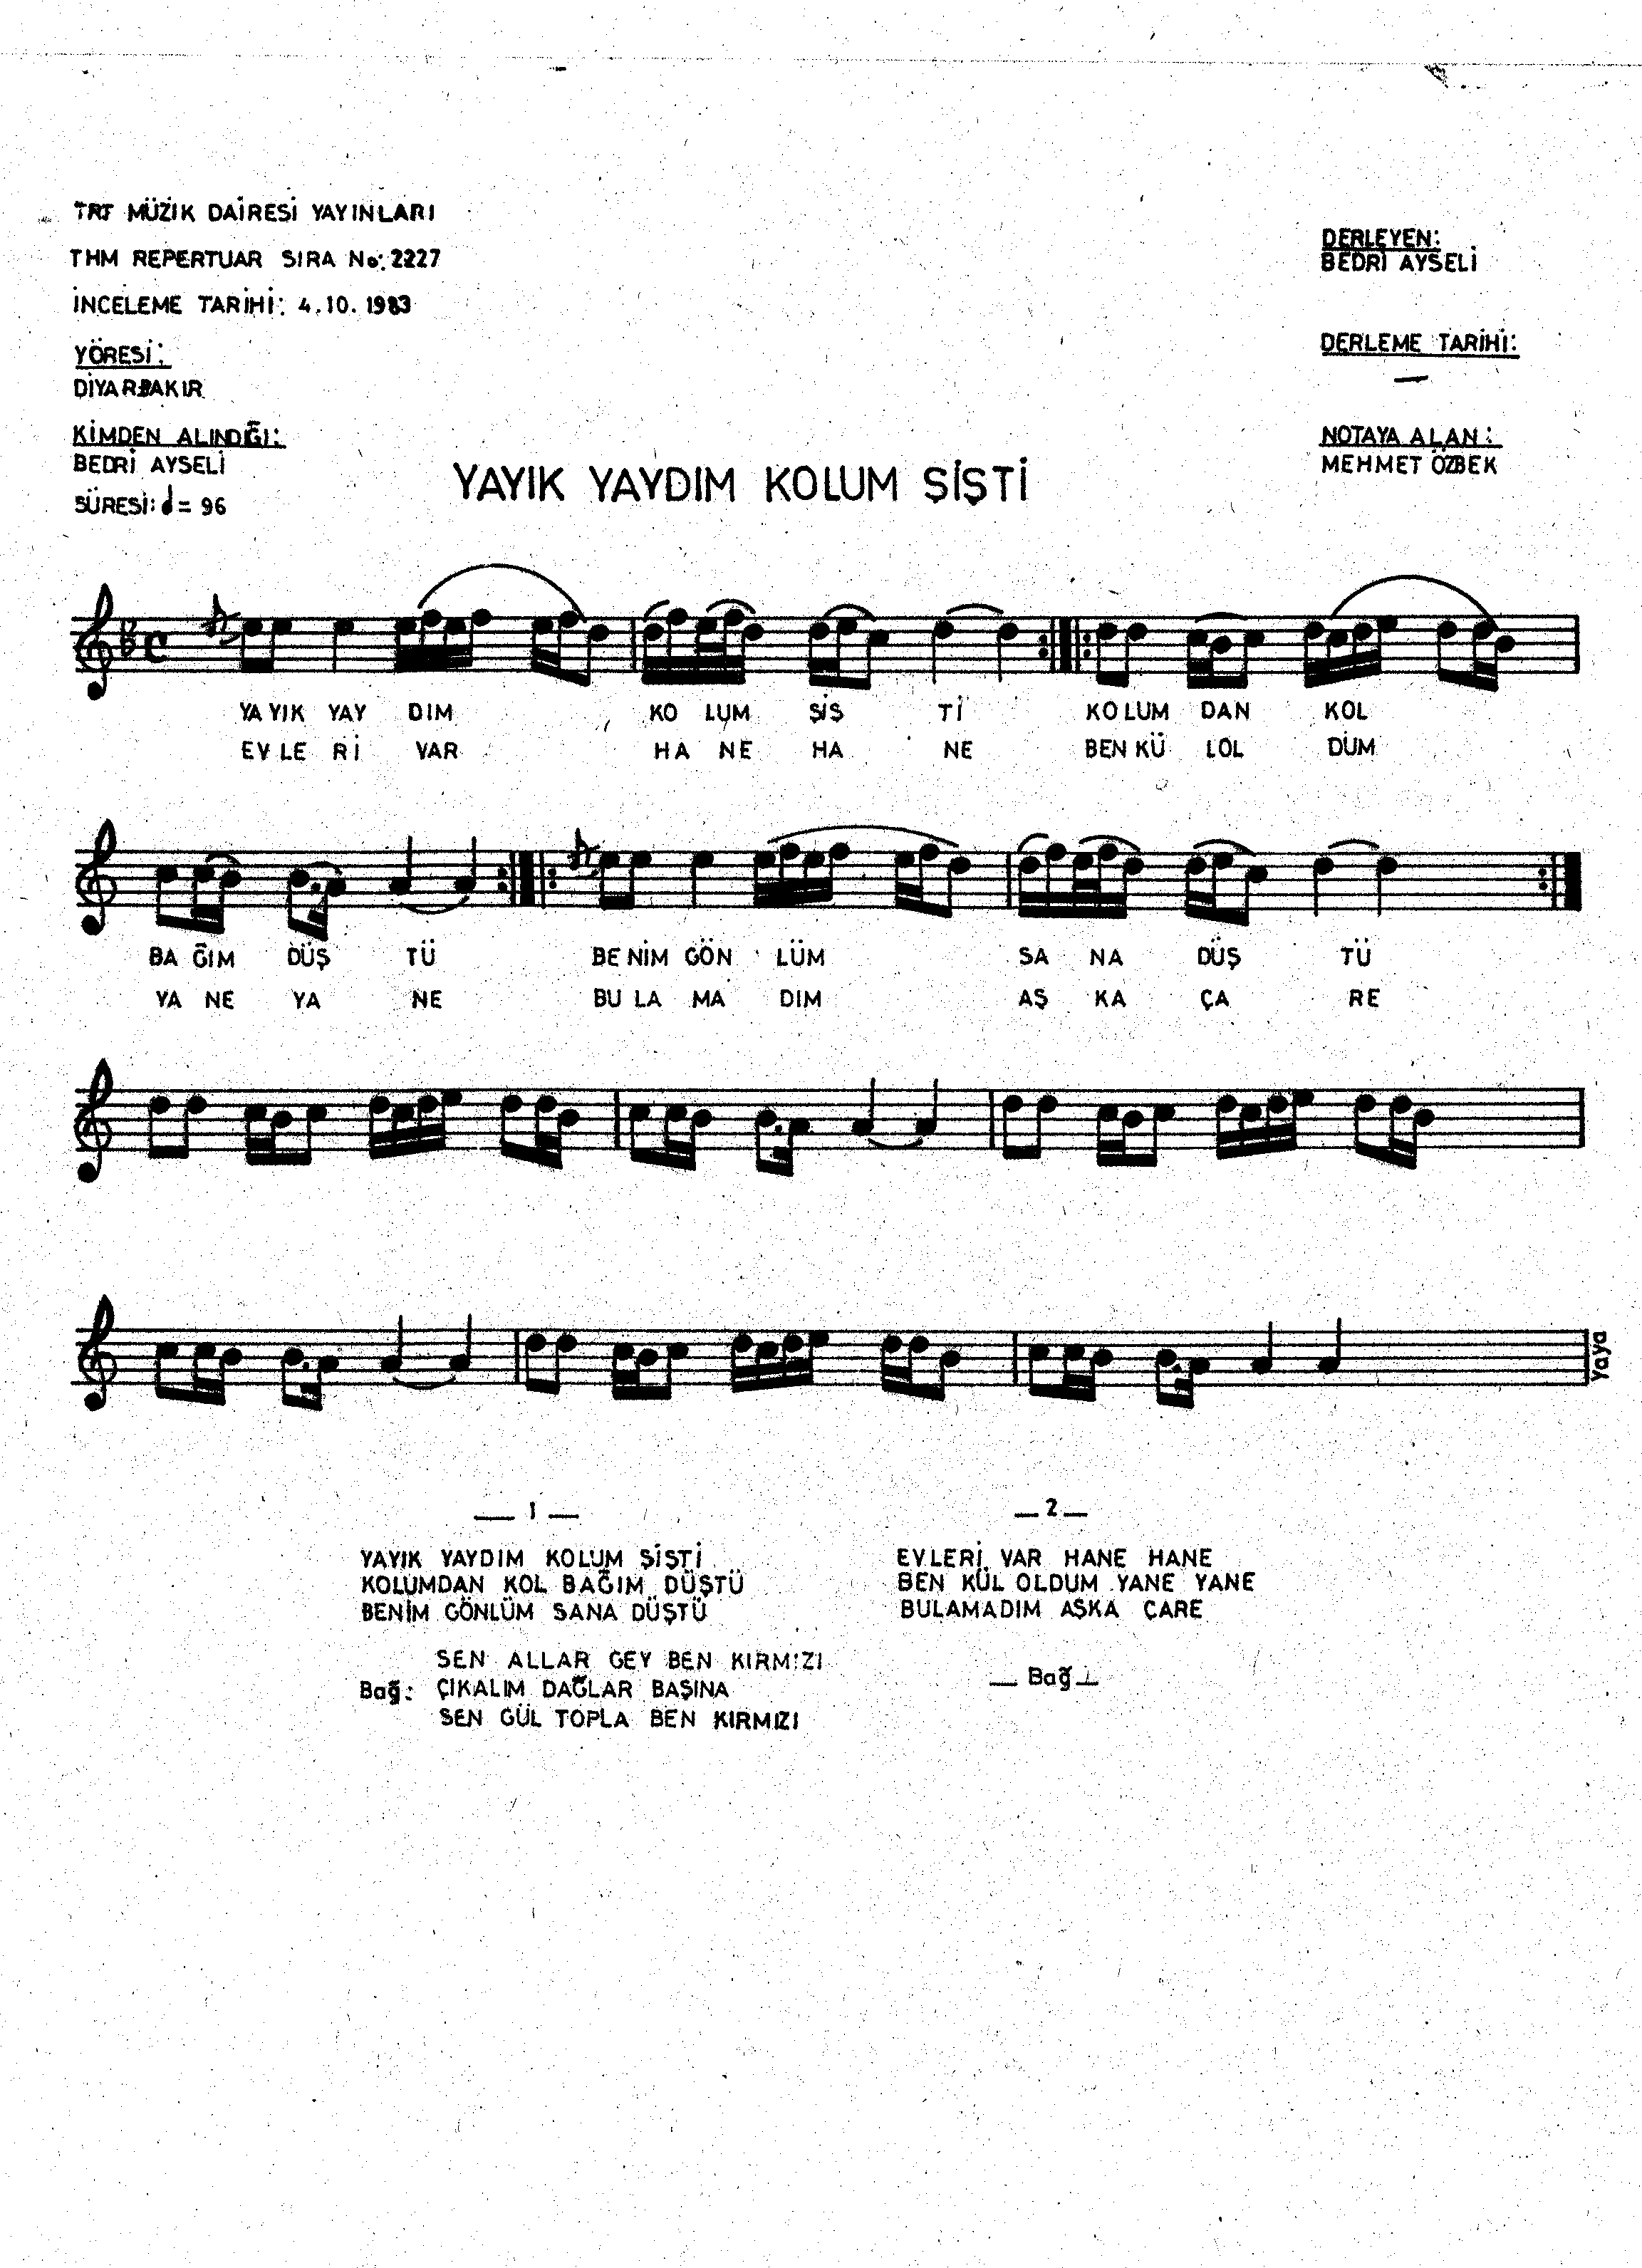 TRT MÜZİK DAİRESİ YAYINLARI
THM REPERTUAR SIRA No: 2227
İNCELEME TARİHİ: 4.10.1983
YÖRESİ:
DİYARBAKIR
KİMDEN ALINDIĞI:
BEDRİ AYSELİ
SÜRESİ: ♩= 96
DERLEYEN:
BEDRİ AYSELİ
DERLEME TARİHİ:
—
NOTAYA ALAN:
MEHMET ÖZBEK
YAYIK YAYDIM KOLUM ŞİŞTİ
YA YIK YAY DIM KO LUM ŞİŞ Tİ KO LUM DAN KOL
EV LE Rİ VAR HA NE HA NE BEN KÜ LOL DÜM
BA ĞIM DÜŞ TÜ BE NİM GÖN LÜM SA NA DÜŞ TÜ
YA NE YA NE BU LA MA DIM AŞ KA ÇA RE
Yaya
— 1 —
YAYIK YAYDIM KOLUM ŞİŞTİ
KOLUMDAN KOL BAĞIM DÜŞTÜ
BENİM GÖNLÜM SANA DÜŞTÜ
SEN ALLAR GEY BEN KIRMIZI
Bağ: ÇIKALIM DAĞLAR BAŞINA
SEN GÜL TOPLA BEN KIRMIZI
— 2 —
EVLERİ VAR HANE HANE
BEN KÜL OLDUM YANE YANE
BULAMADIM AŞKA ÇARE
— Bağ —